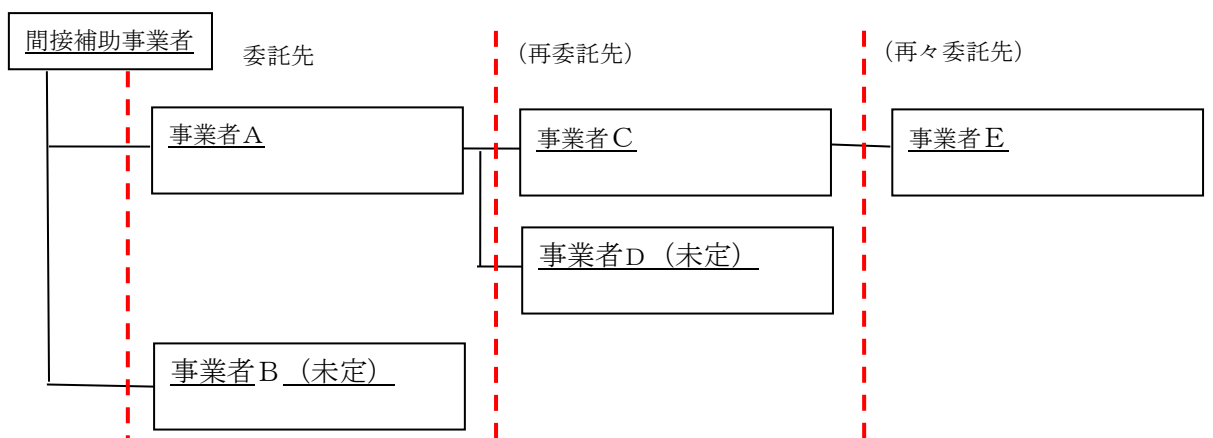 間接補助事業者
委託先
（再委託先）
（再々委託先）
事業者Ａ
事業者Ｃ
事業者Ｅ
事業者D（未定）
事業者Ｂ（未定）